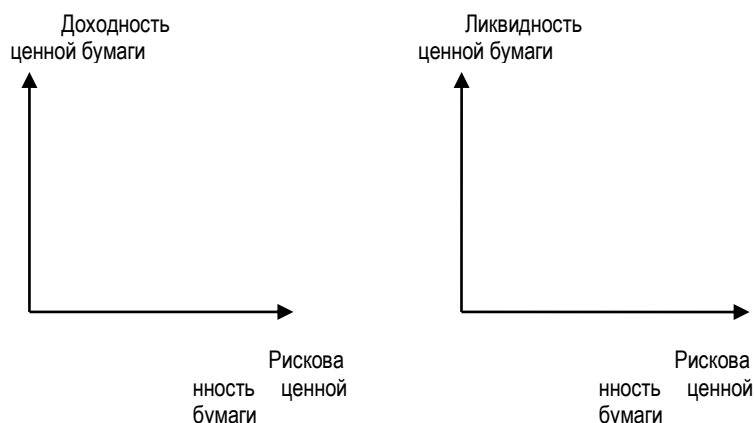 Доходность
ценной бумаги
Ликвидность
ценной бумаги
Рискова
нность ценной
бумаги
Рискова
нность ценной
бумаги